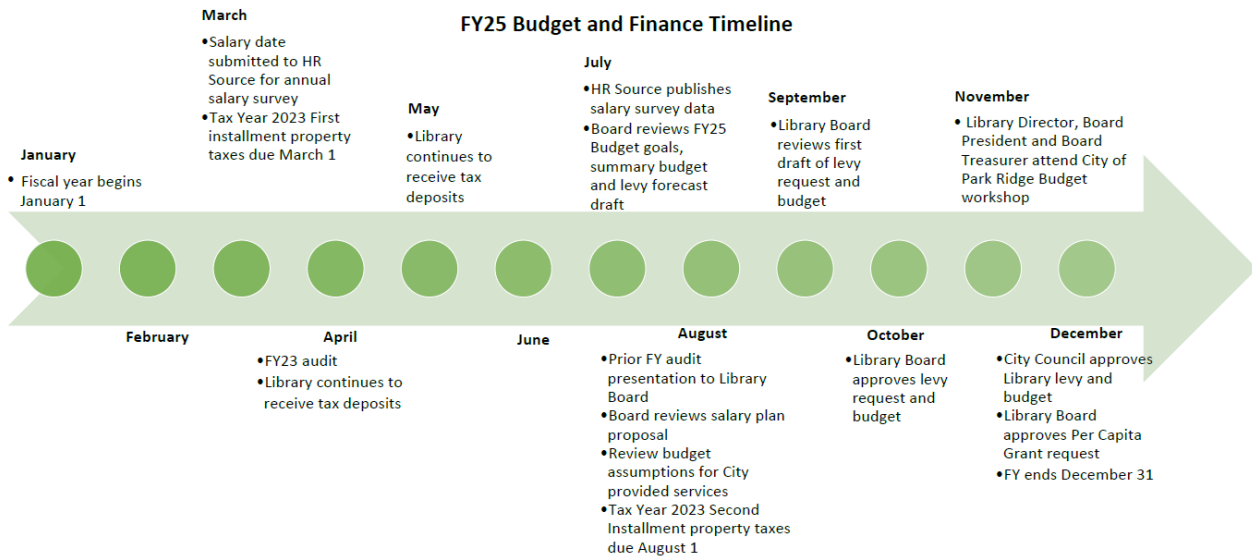 FY25 Budget and Finance Timeline
January
• Fiscal year begins
January 1
March
•Salary date
submitted to HR
Source for annual
salary survey
•Tax Year 2023 First
installment property
taxes due March 1
May
•Library
continues to
receive tax
deposits
July
•HR Source publishes
salary survey data
•Board reviews FY25
Budget goals,
summary budget
and levy forecast
draft
September
•Library Board
reviews first
draft of levy
request and
budget
November
• Library Director, Board
President and Board
Treasurer attend City of
Park Ridge Budget
workshop
February
April
•FY23 audit
•Library continues to
receive tax deposits
June
August
•Prior FY audit
presentation to Library
Board
•Board reviews salary plan
proposal
•Review budget
assumptions for City
provided services
•Tax Year 2023 Second
Installment property taxes
due August 1
October
•Library Board
approves levy
request and
budget
December
•City Council approves
Library levy and
budget
•Library Board
approves Per Capita
Grant request
•FY ends December 31